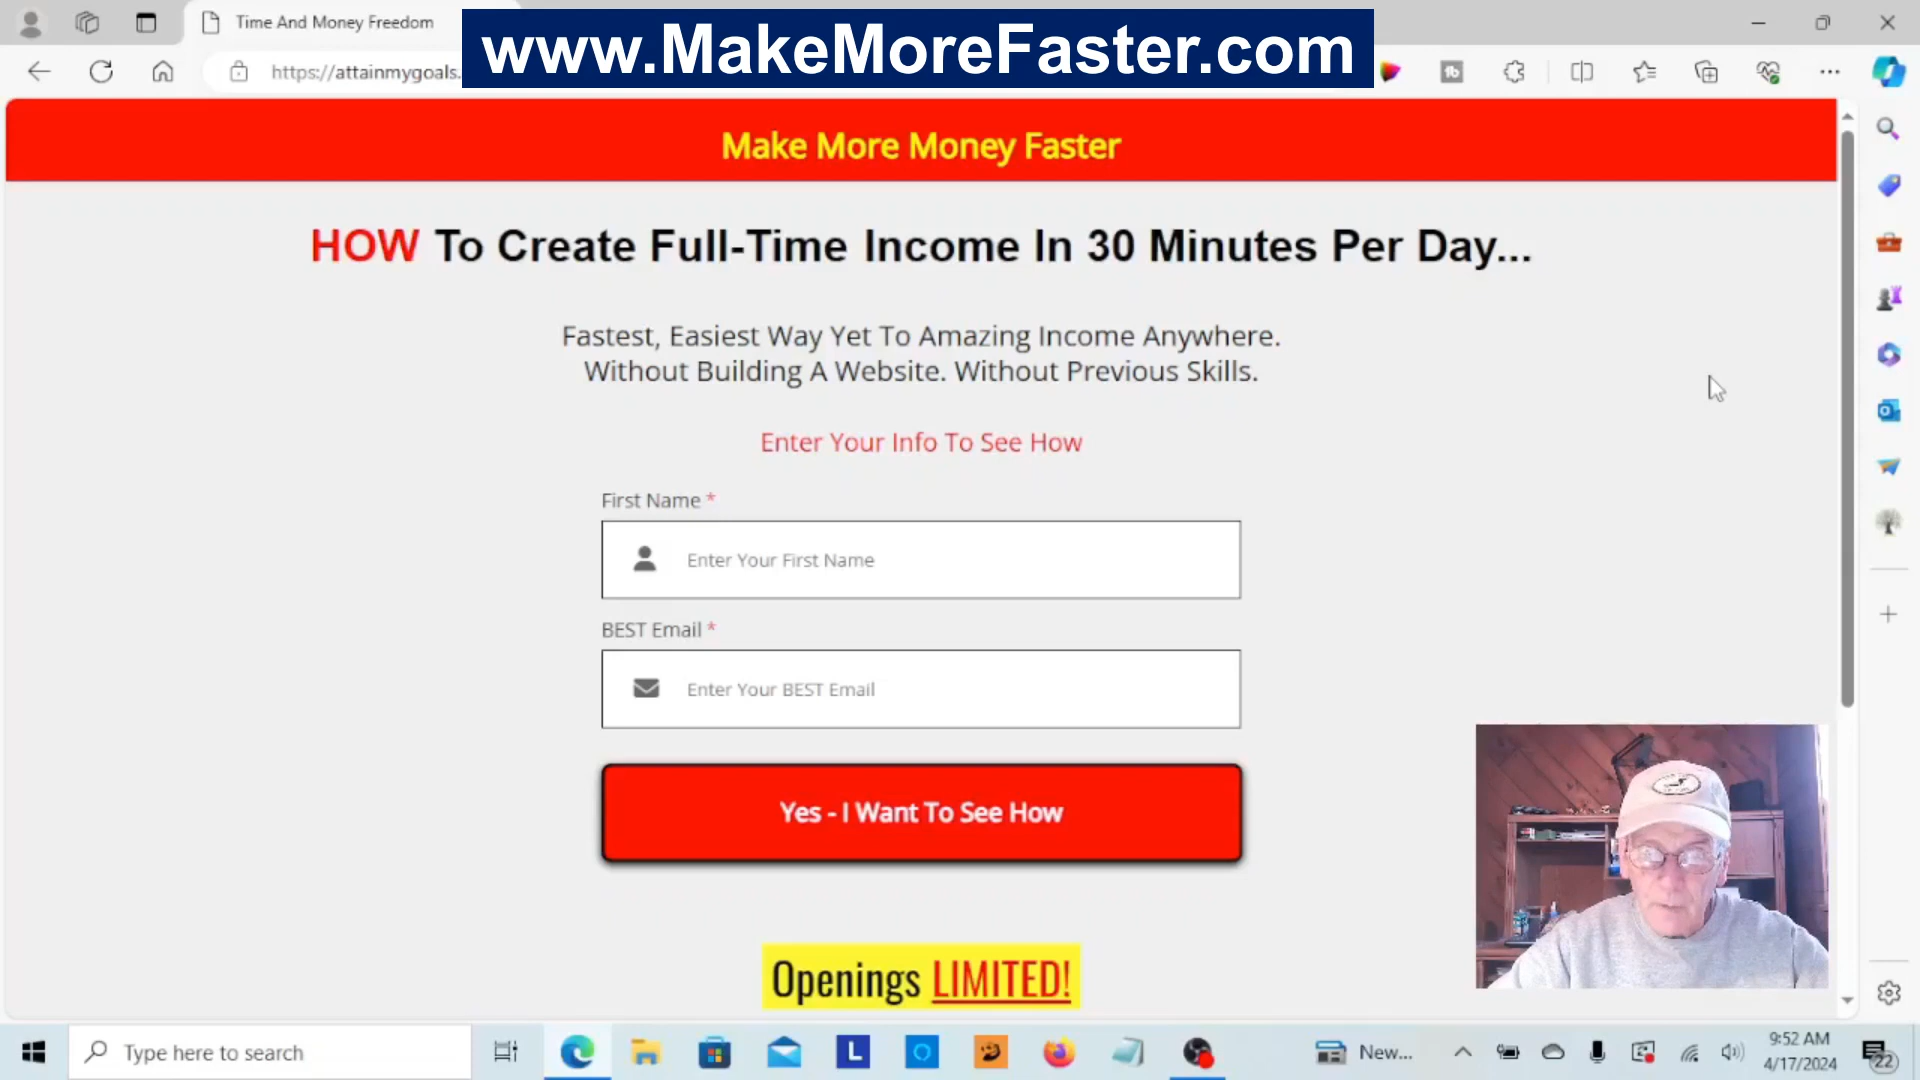 Time And Money Freedom
www.MakeMoreFaster.com
https://attainmygoals.
Make More Money Faster
HOW To Create Full-Time Income In 30 Minutes Per Day...
Fastest, Easiest Way Yet To Amazing Income Anywhere.
Without Building A Website. Without Previous Skills.
Enter Your Info To See How
First Name *
Enter Your First Name
BEST Email *
Enter Your BEST Email
Yes - I Want To See How
Openings LIMITED!
Type here to search
L
New...
9:52 AM
4/17/2024
22